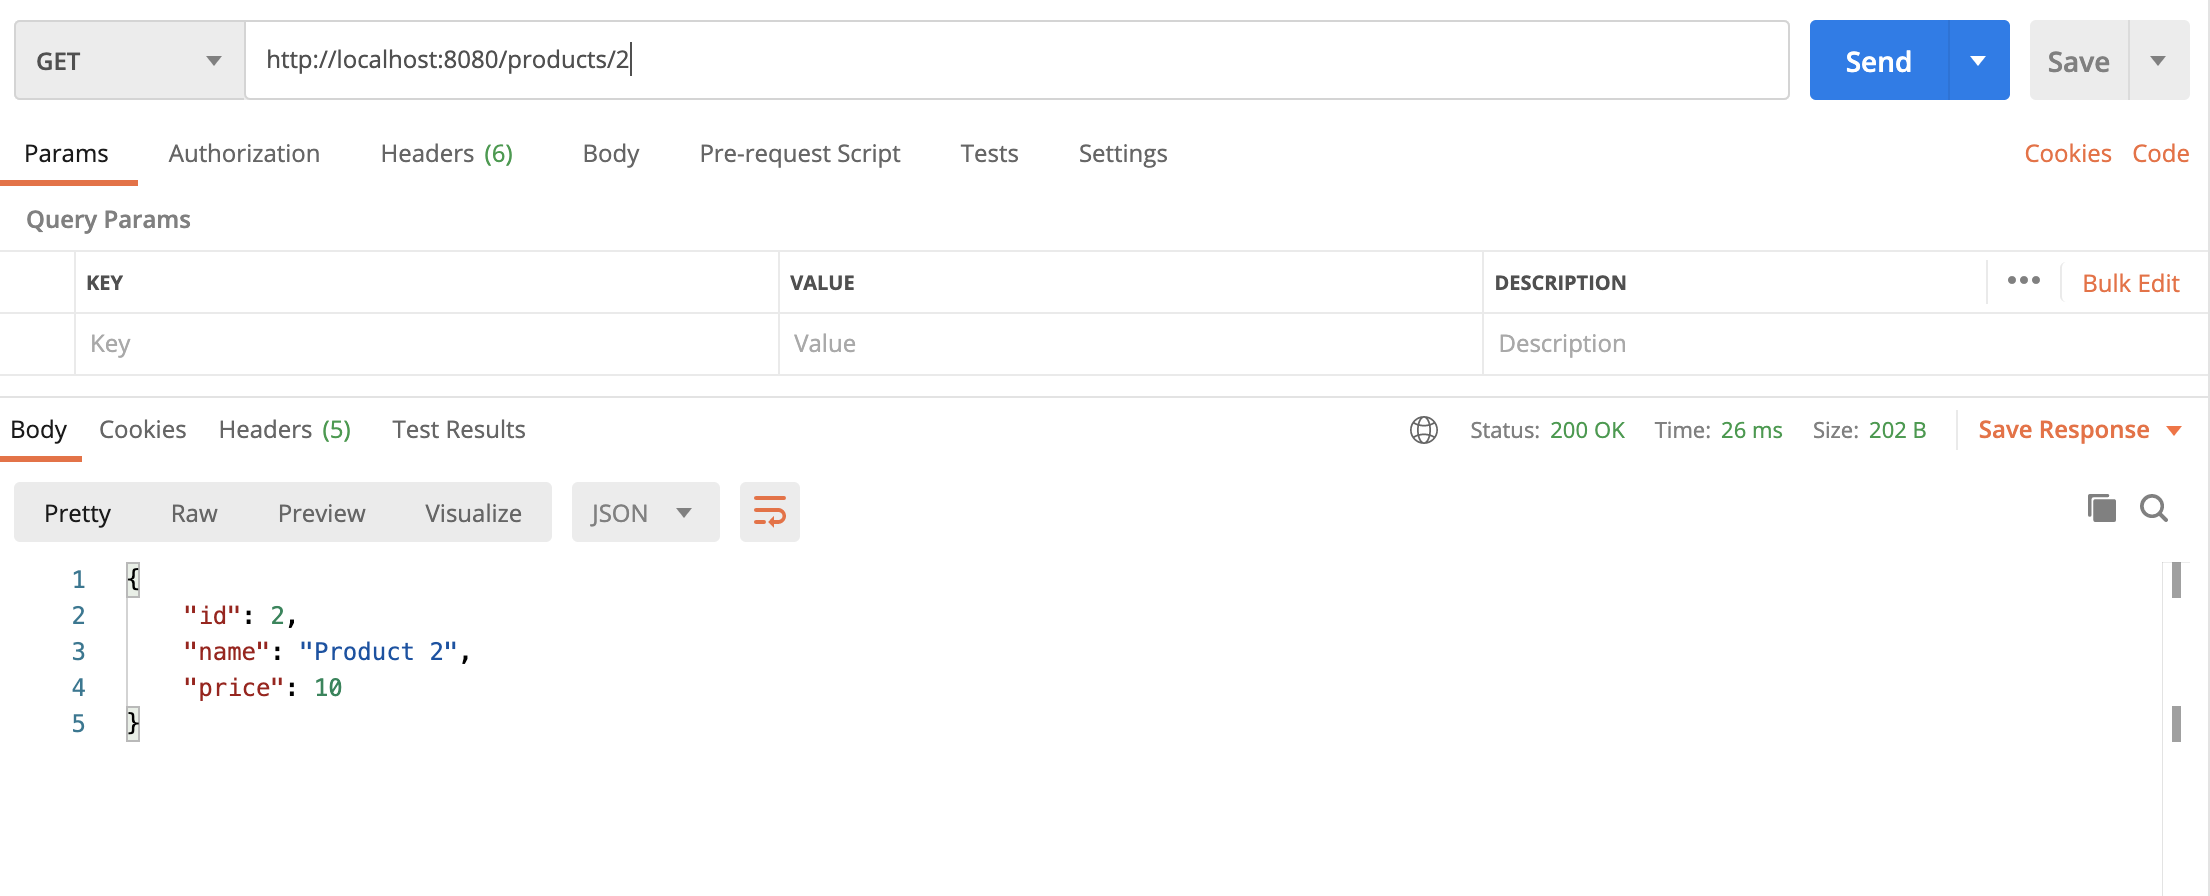 GET http://localhost:8080/products/2 Send Save
Params Authorization Headers (6) Body Pre-request Script Tests Settings Cookies Code
Query Params
KEY VALUE DESCRIPTION ••• Bulk Edit
Key Value Description
Body Cookies Headers (5) Test Results Status: 200 OK Time: 26 ms Size: 202 B Save Response
Pretty Raw Preview Visualize JSON
1 {
2 "id": 2,
3 "name": "Product 2",
4 "price": 10
5 }